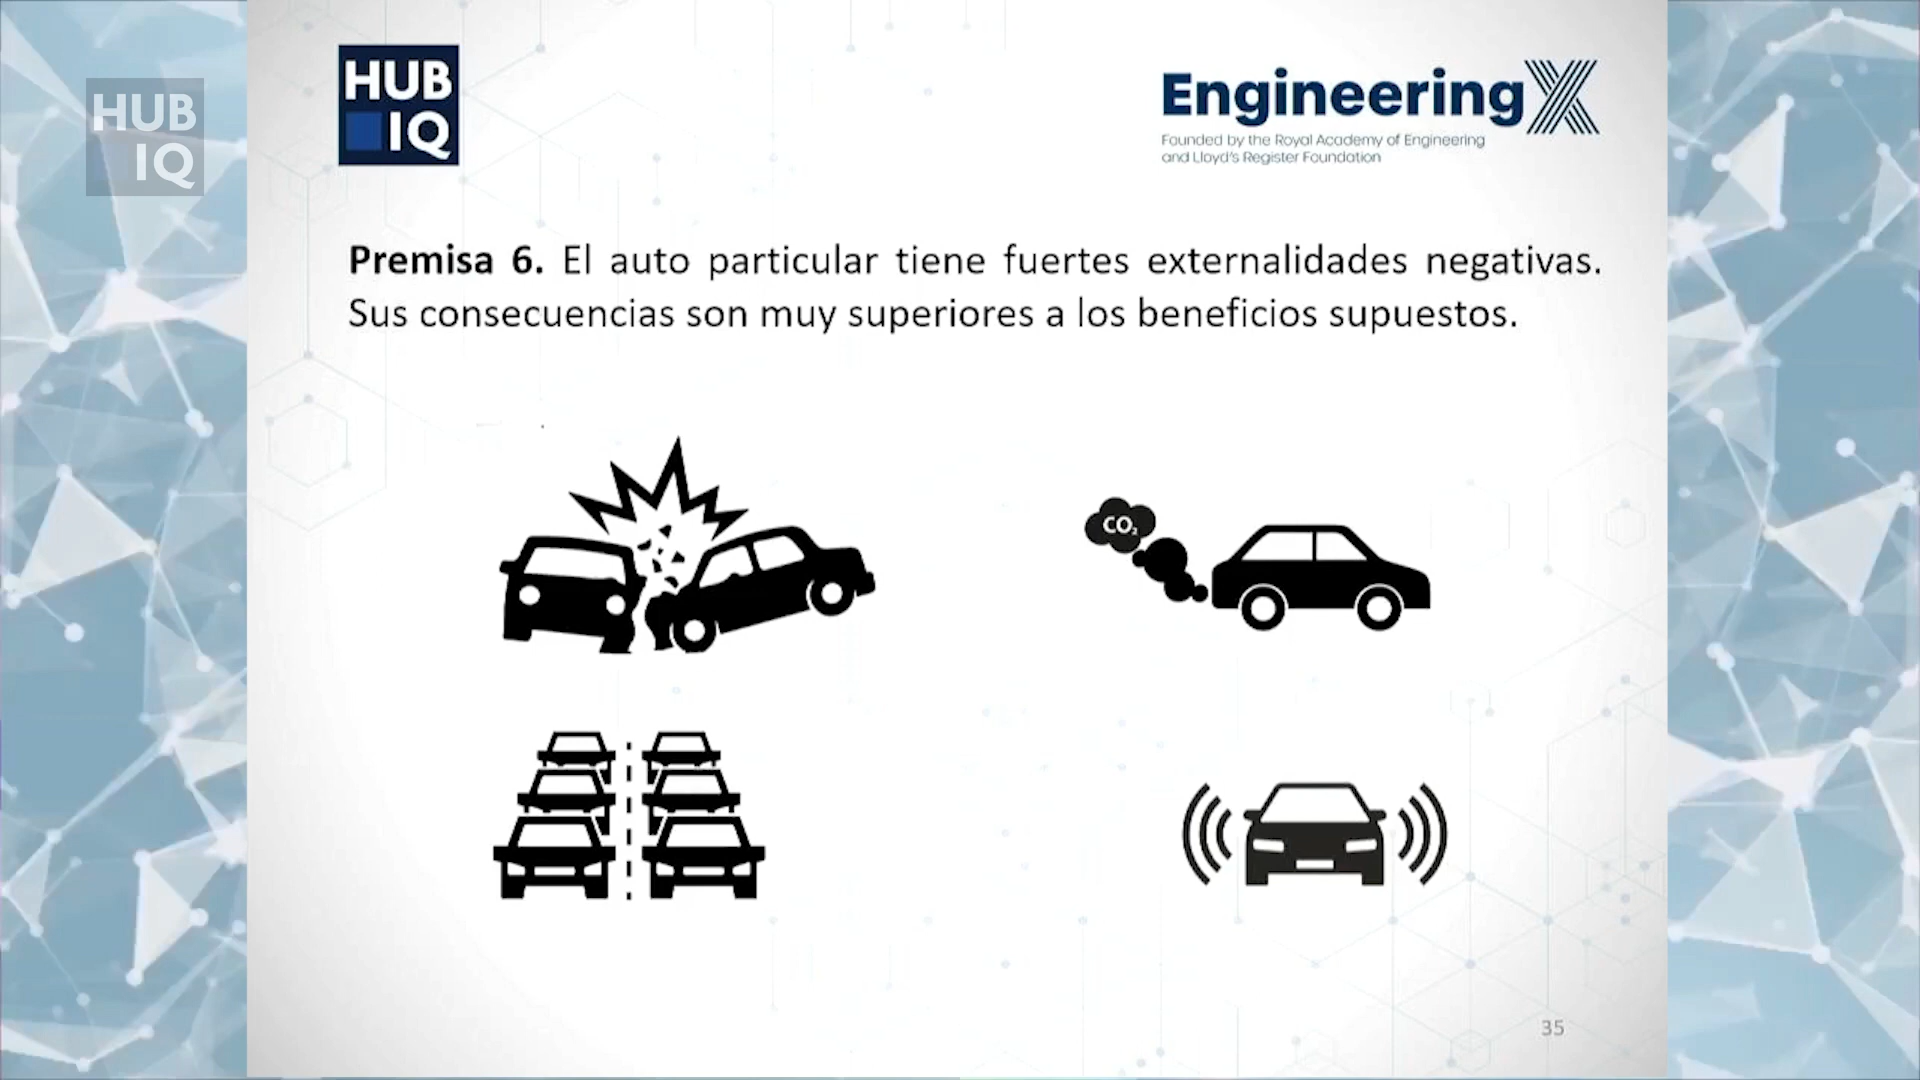 HUB
IQ
HUB
IQ
EngineeringX
Founded by the Royal Academy of Engineering
and Lloyd's Register Foundation
Premisa 6. El auto particular tiene fuertes externalidades negativas.
Sus consecuencias son muy superiores a los beneficios supuestos.
CO₂
35